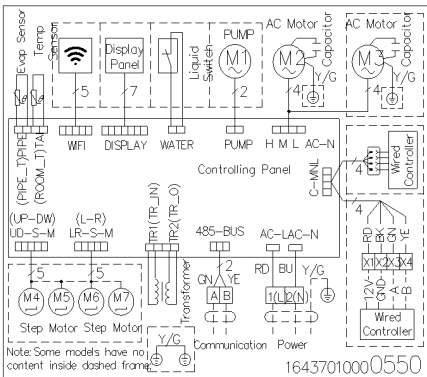 Evap Sensor
Temp Sensor
Display Panel
Liquid Switch
PUMP
M1
AC Motor
M2
Capacitor
Y/G
AC Motor
M3
Capacitor
Y/G
5
7
2
4
4
(PIPE_T)PIPE
(ROOM_T)TAI
WIFI
DISPLAY
WATER
PUMP
H M L AC-N
Controlling Panel
C-MNL
4
Wired Controller
4
(UP-DW)
UD-S-M
(L-R)
LR-S-M
TR1(TR_IN)
TR2(TR_O)
Transformer
485-BUS
2
GN YE
A B
Communication
AC-L AC-N
RD BU Y/G
1(L) 2(N)
Power
RD BK GN YE
X1 X2 X3 X4
12V GND A B
Wired Controller
5
5
M4 M5 M6 M7
Step Motor Step Motor
Y/G
Note: Some models have no
content inside dashed frame.
16437010000550